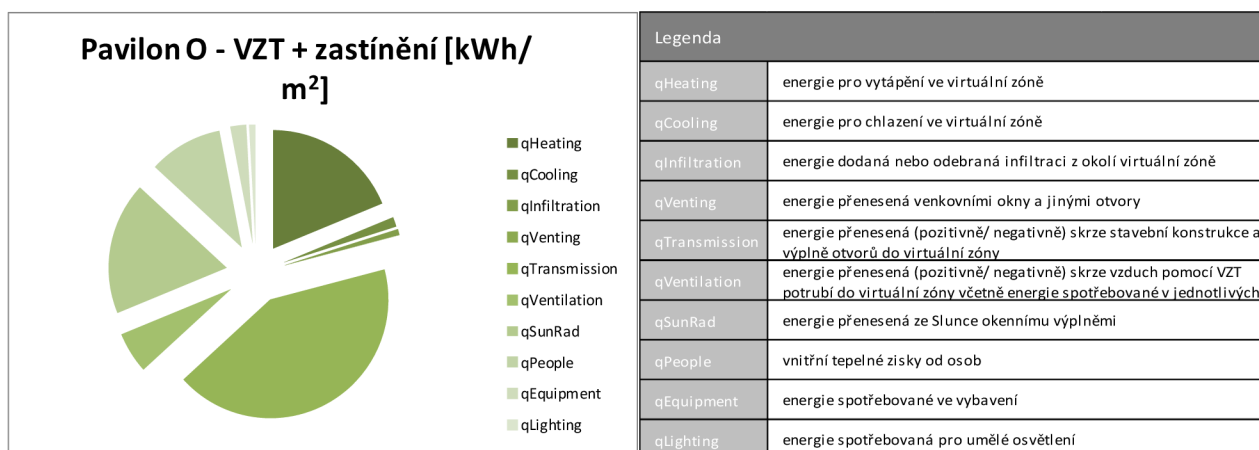 Pavilon O - VZT + zastínění [kWh/
m²]
qHeating
qCooling
qInfiltration
qVenting
qTransmission
qVentilation
qSunRad
qPeople
qEquipment
qLighting
Legenda
qHeating energie pro vytápění ve virtuální zóně
qCooling energie pro chlazení ve virtuální zóně
qInfiltration energie dodaná nebo odebraná infiltraci z okolí virtuální zóně
qVenting energie přenesená venkovními okny a jinými otvory
qTransmission energie přenesená (pozitivně/ negativně) skrze stavební konstrukce a
výplně otvorů do virtuální zóny
qVentilation energie přenesená (pozitivně/ negativně) skrze vzduch pomocí VZT
potrubí do virtuální zóny včetně energie spotřebované v jednotlivých
qSunRad energie přenesená ze Slunce okennímu výplněmi
qPeople vnitřní tepelné zisky od osob
qEquipment energie spotřebované ve vybavení
qLighting energie spotřebovaná pro umělé osvětlení